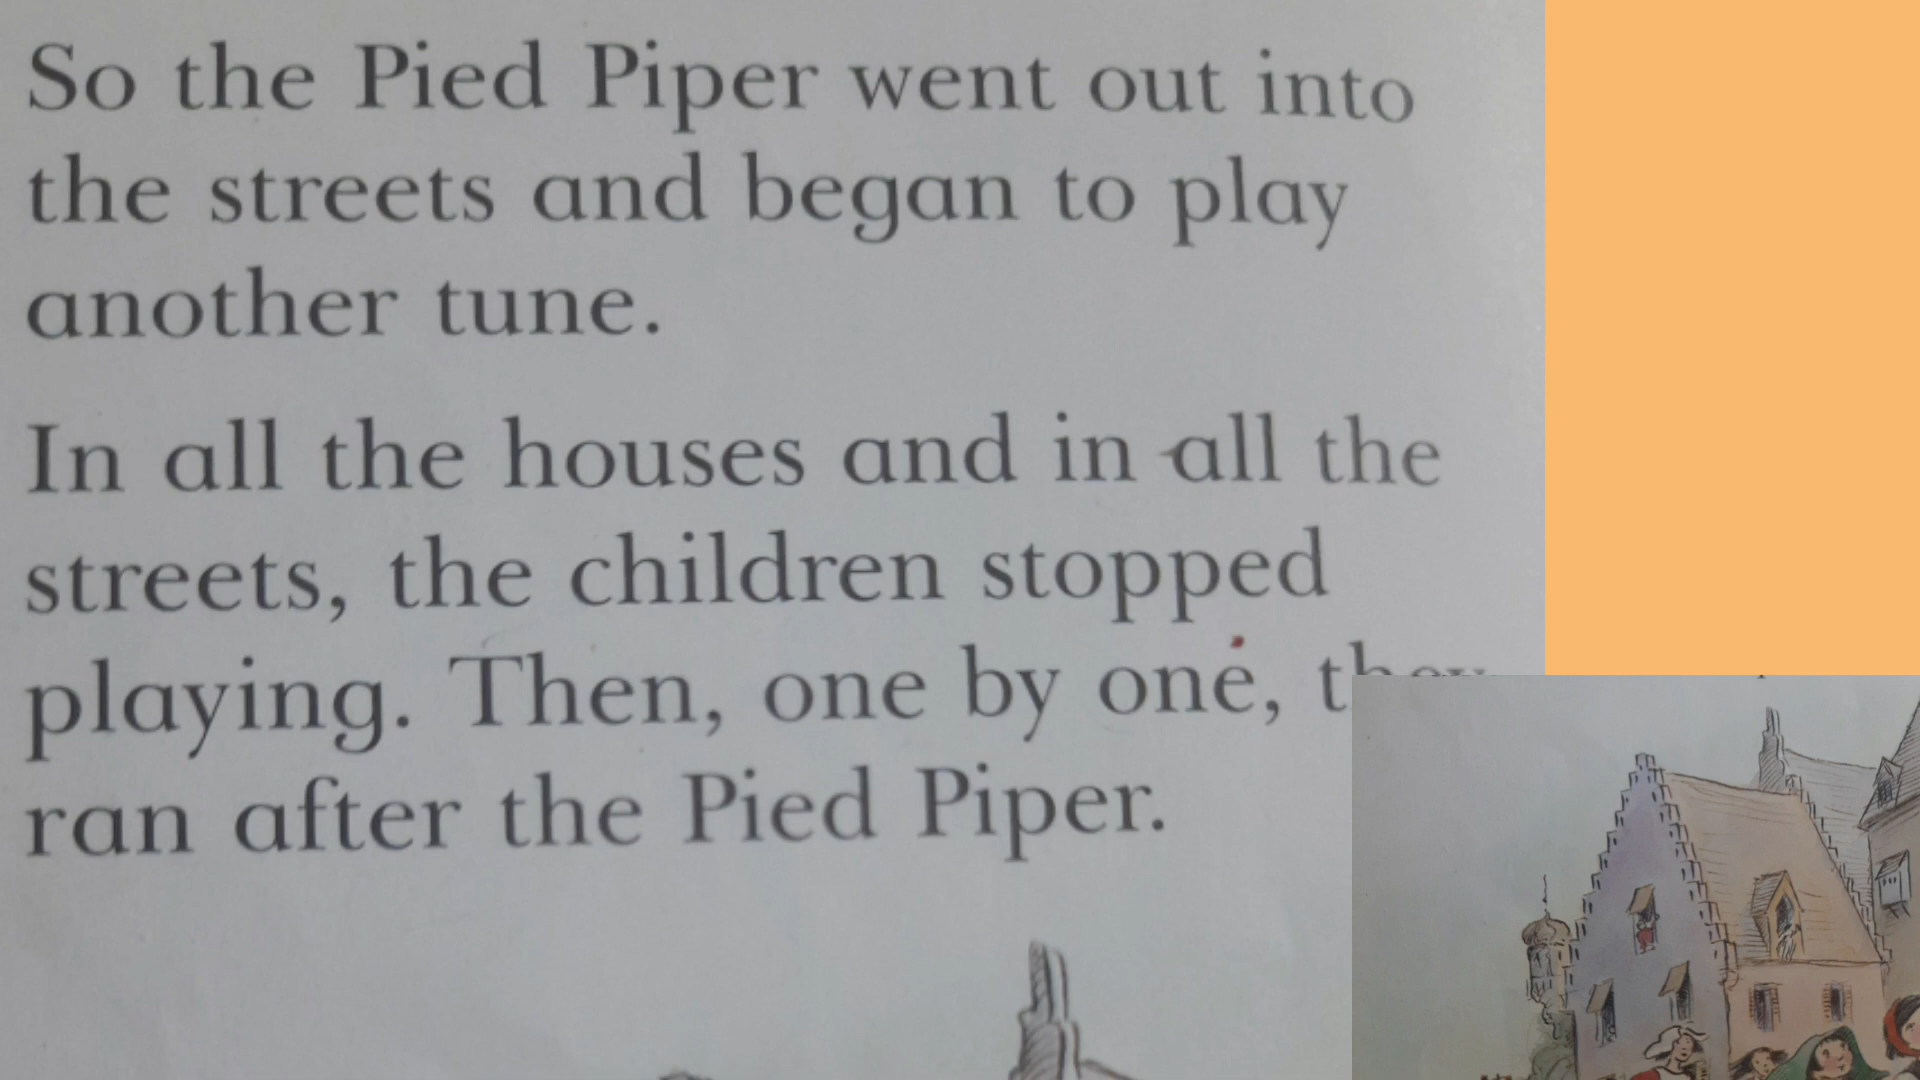 So the Pied Piper went out into
the streets and began to play
another tune.
In all the houses and in all the
streets, the children stopped
playing. Then, one by one, they
ran after the Pied Piper.